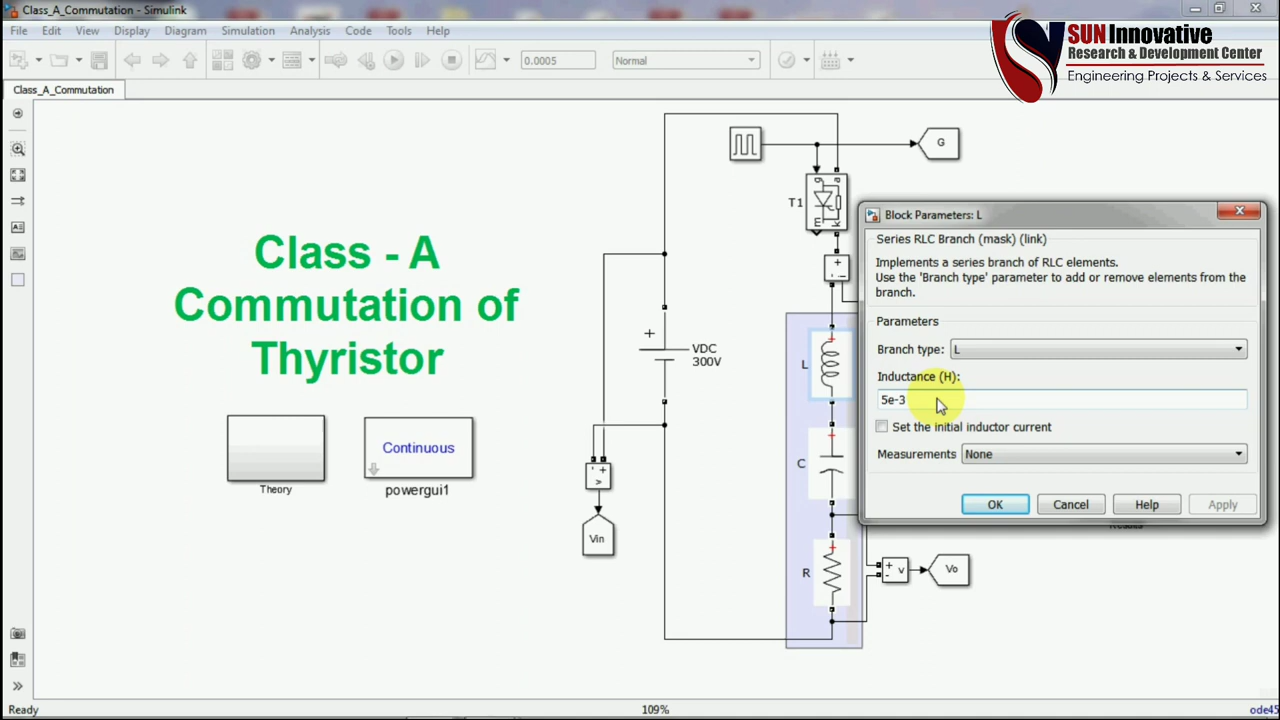 Class_A_Commutation - Simulink
SUN Innovative
Research & Development Center
Engineering Projects & Services
File Edit View Display Diagram Simulation Analysis Code Tools Help
0.0005 Normal
Class_A_Commutation
G
g a
T1
m k
Block Parameters: L
Series RLC Branch (mask) (link)
Implements a series branch of RLC elements.
Use the 'Branch type' parameter to add or remove elements from the
branch.
Parameters
Branch type: L
Inductance (H):
5e-3
Set the initial inductor current
Measurements None
OK Cancel Help Apply
Class - A
Commutation of
Thyristor
+
VDC
300V
L
C
R
Continuous
Theory
powergui1
Vin
+ v
-
Vo
Ready 109% ode45